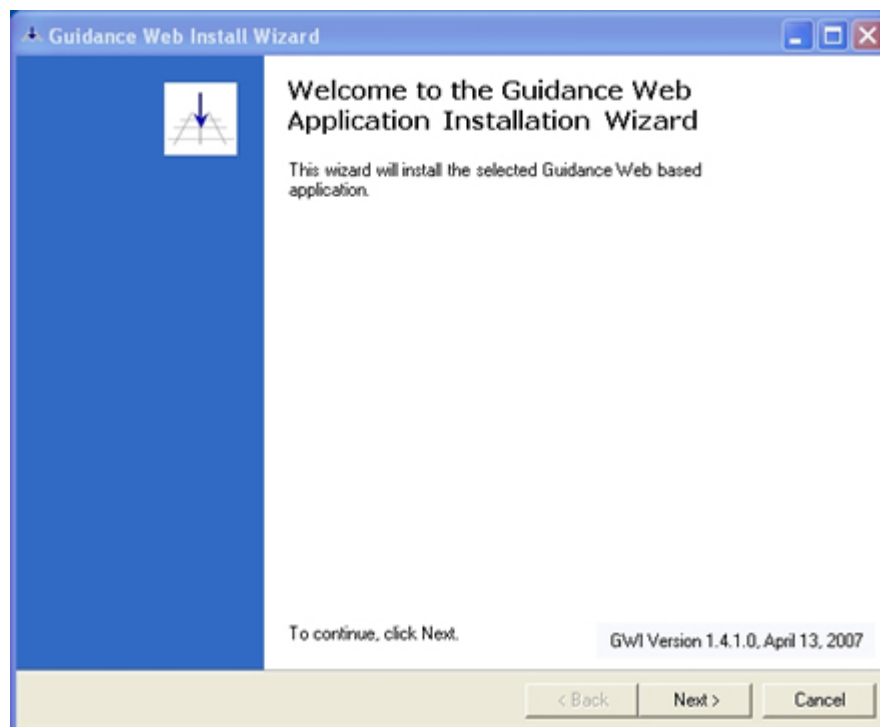 Guidance Web Install Wizard
Welcome to the Guidance Web
Application Installation Wizard
This wizard will install the selected Guidance Web based
application.
To continue, click Next.
GWI Version 1.4.1.0, April 13, 2007
< Back
Next >
Cancel